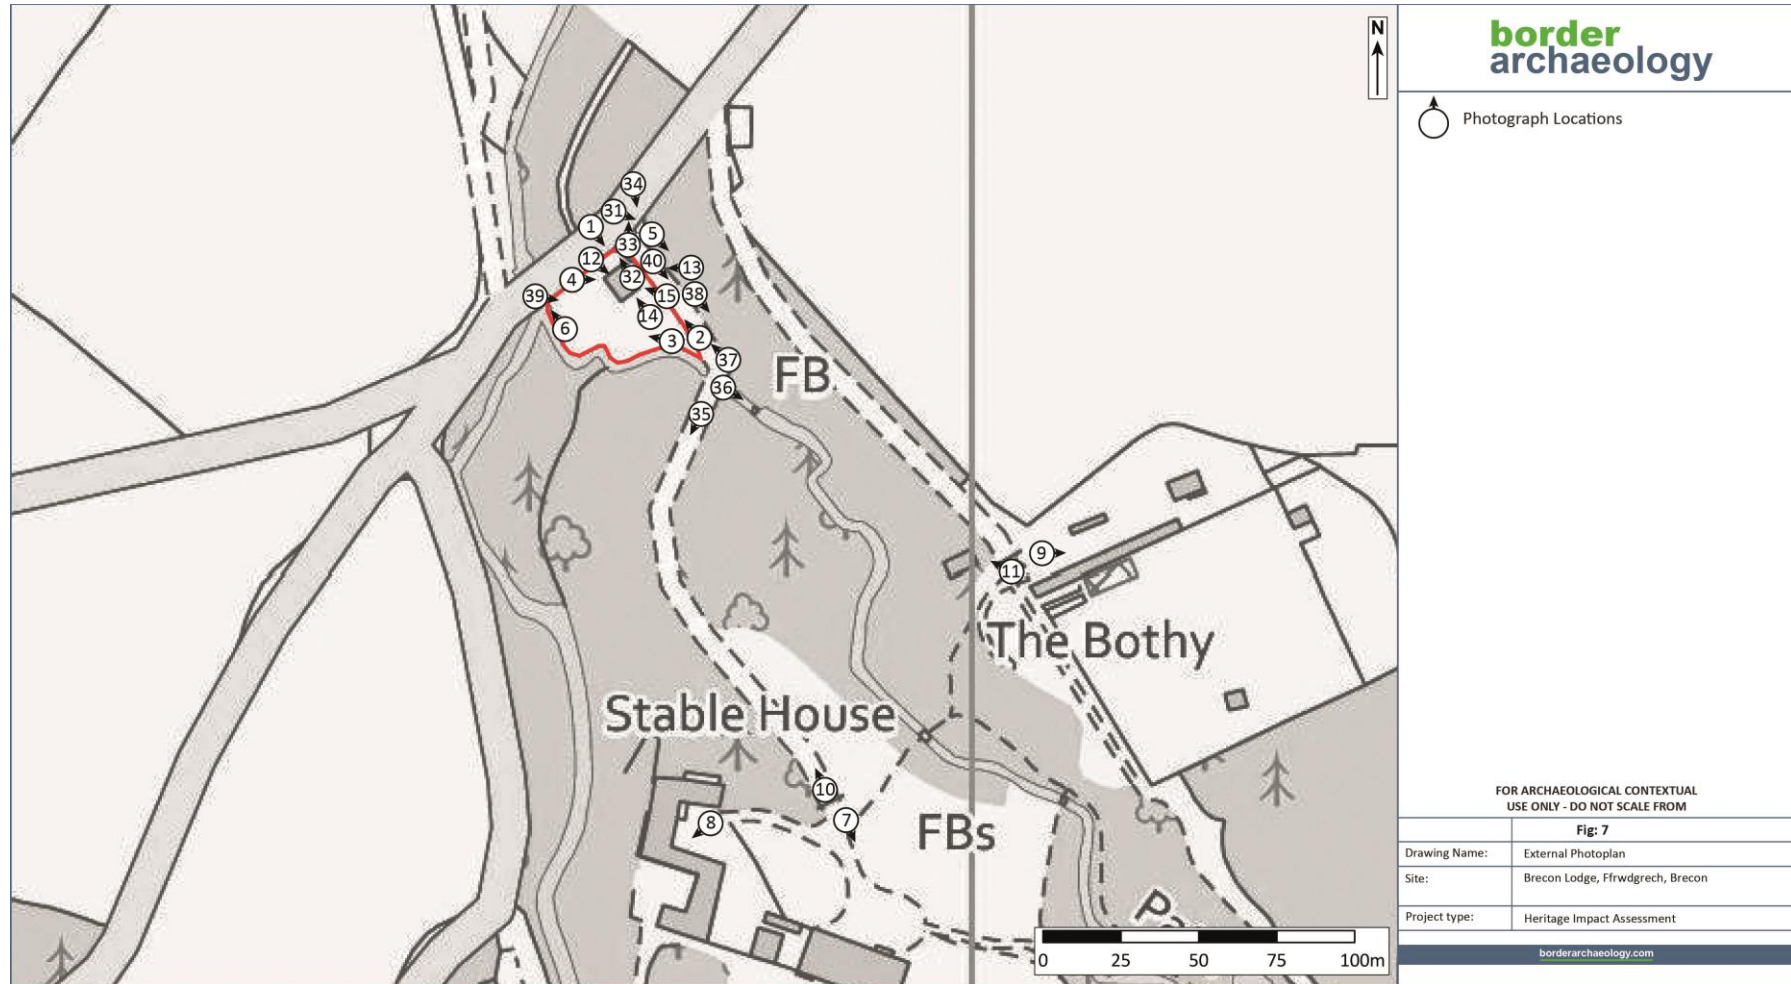 border
archaeology
N
Photograph Locations
34
31
1
5
33
12
40
13
4
32
39
15
38
6
14
3
2
37
36
35
FB
9
11
The Bothy
Stable House
10
7
8
FBs
0 25 50 75 100m
FOR ARCHAEOLOGICAL CONTEXTUAL
USE ONLY - DO NOT SCALE FROM
Fig: 7
Drawing Name: External Photoplan
Site: Brecon Lodge, Ffrwdgrech, Brecon
Project type: Heritage Impact Assessment
borderarchaeology.com